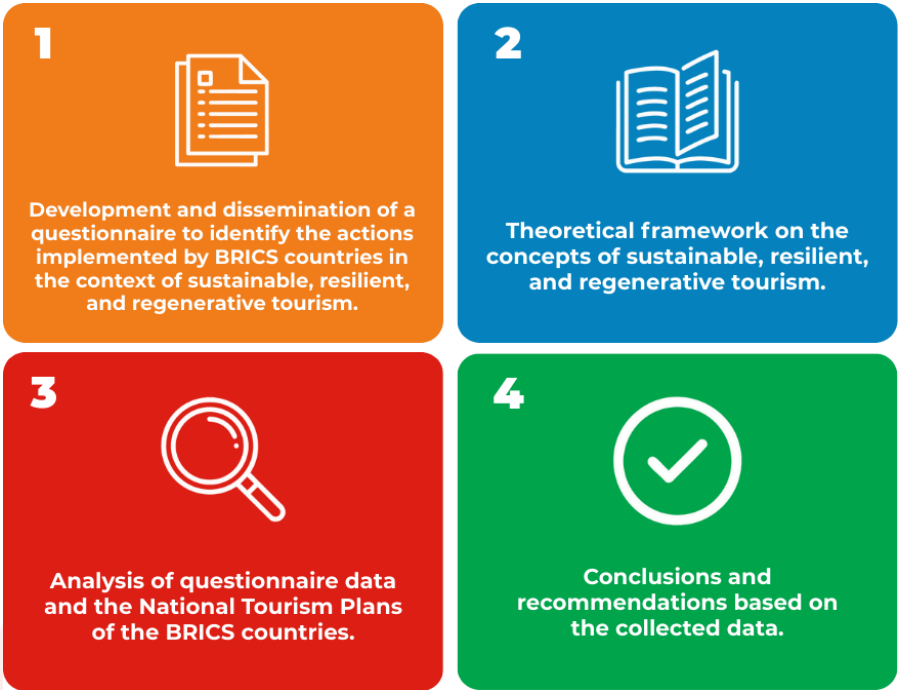 1
Development and dissemination of a
questionnaire to identify the actions
implemented by BRICS countries in
the context of sustainable, resilient,
and regenerative tourism.
2
Theoretical framework on the
concepts of sustainable, resilient,
and regenerative tourism.
3
Analysis of questionnaire data
and the National Tourism Plans
of the BRICS countries.
4
Conclusions and
recommendations based on
the collected data.